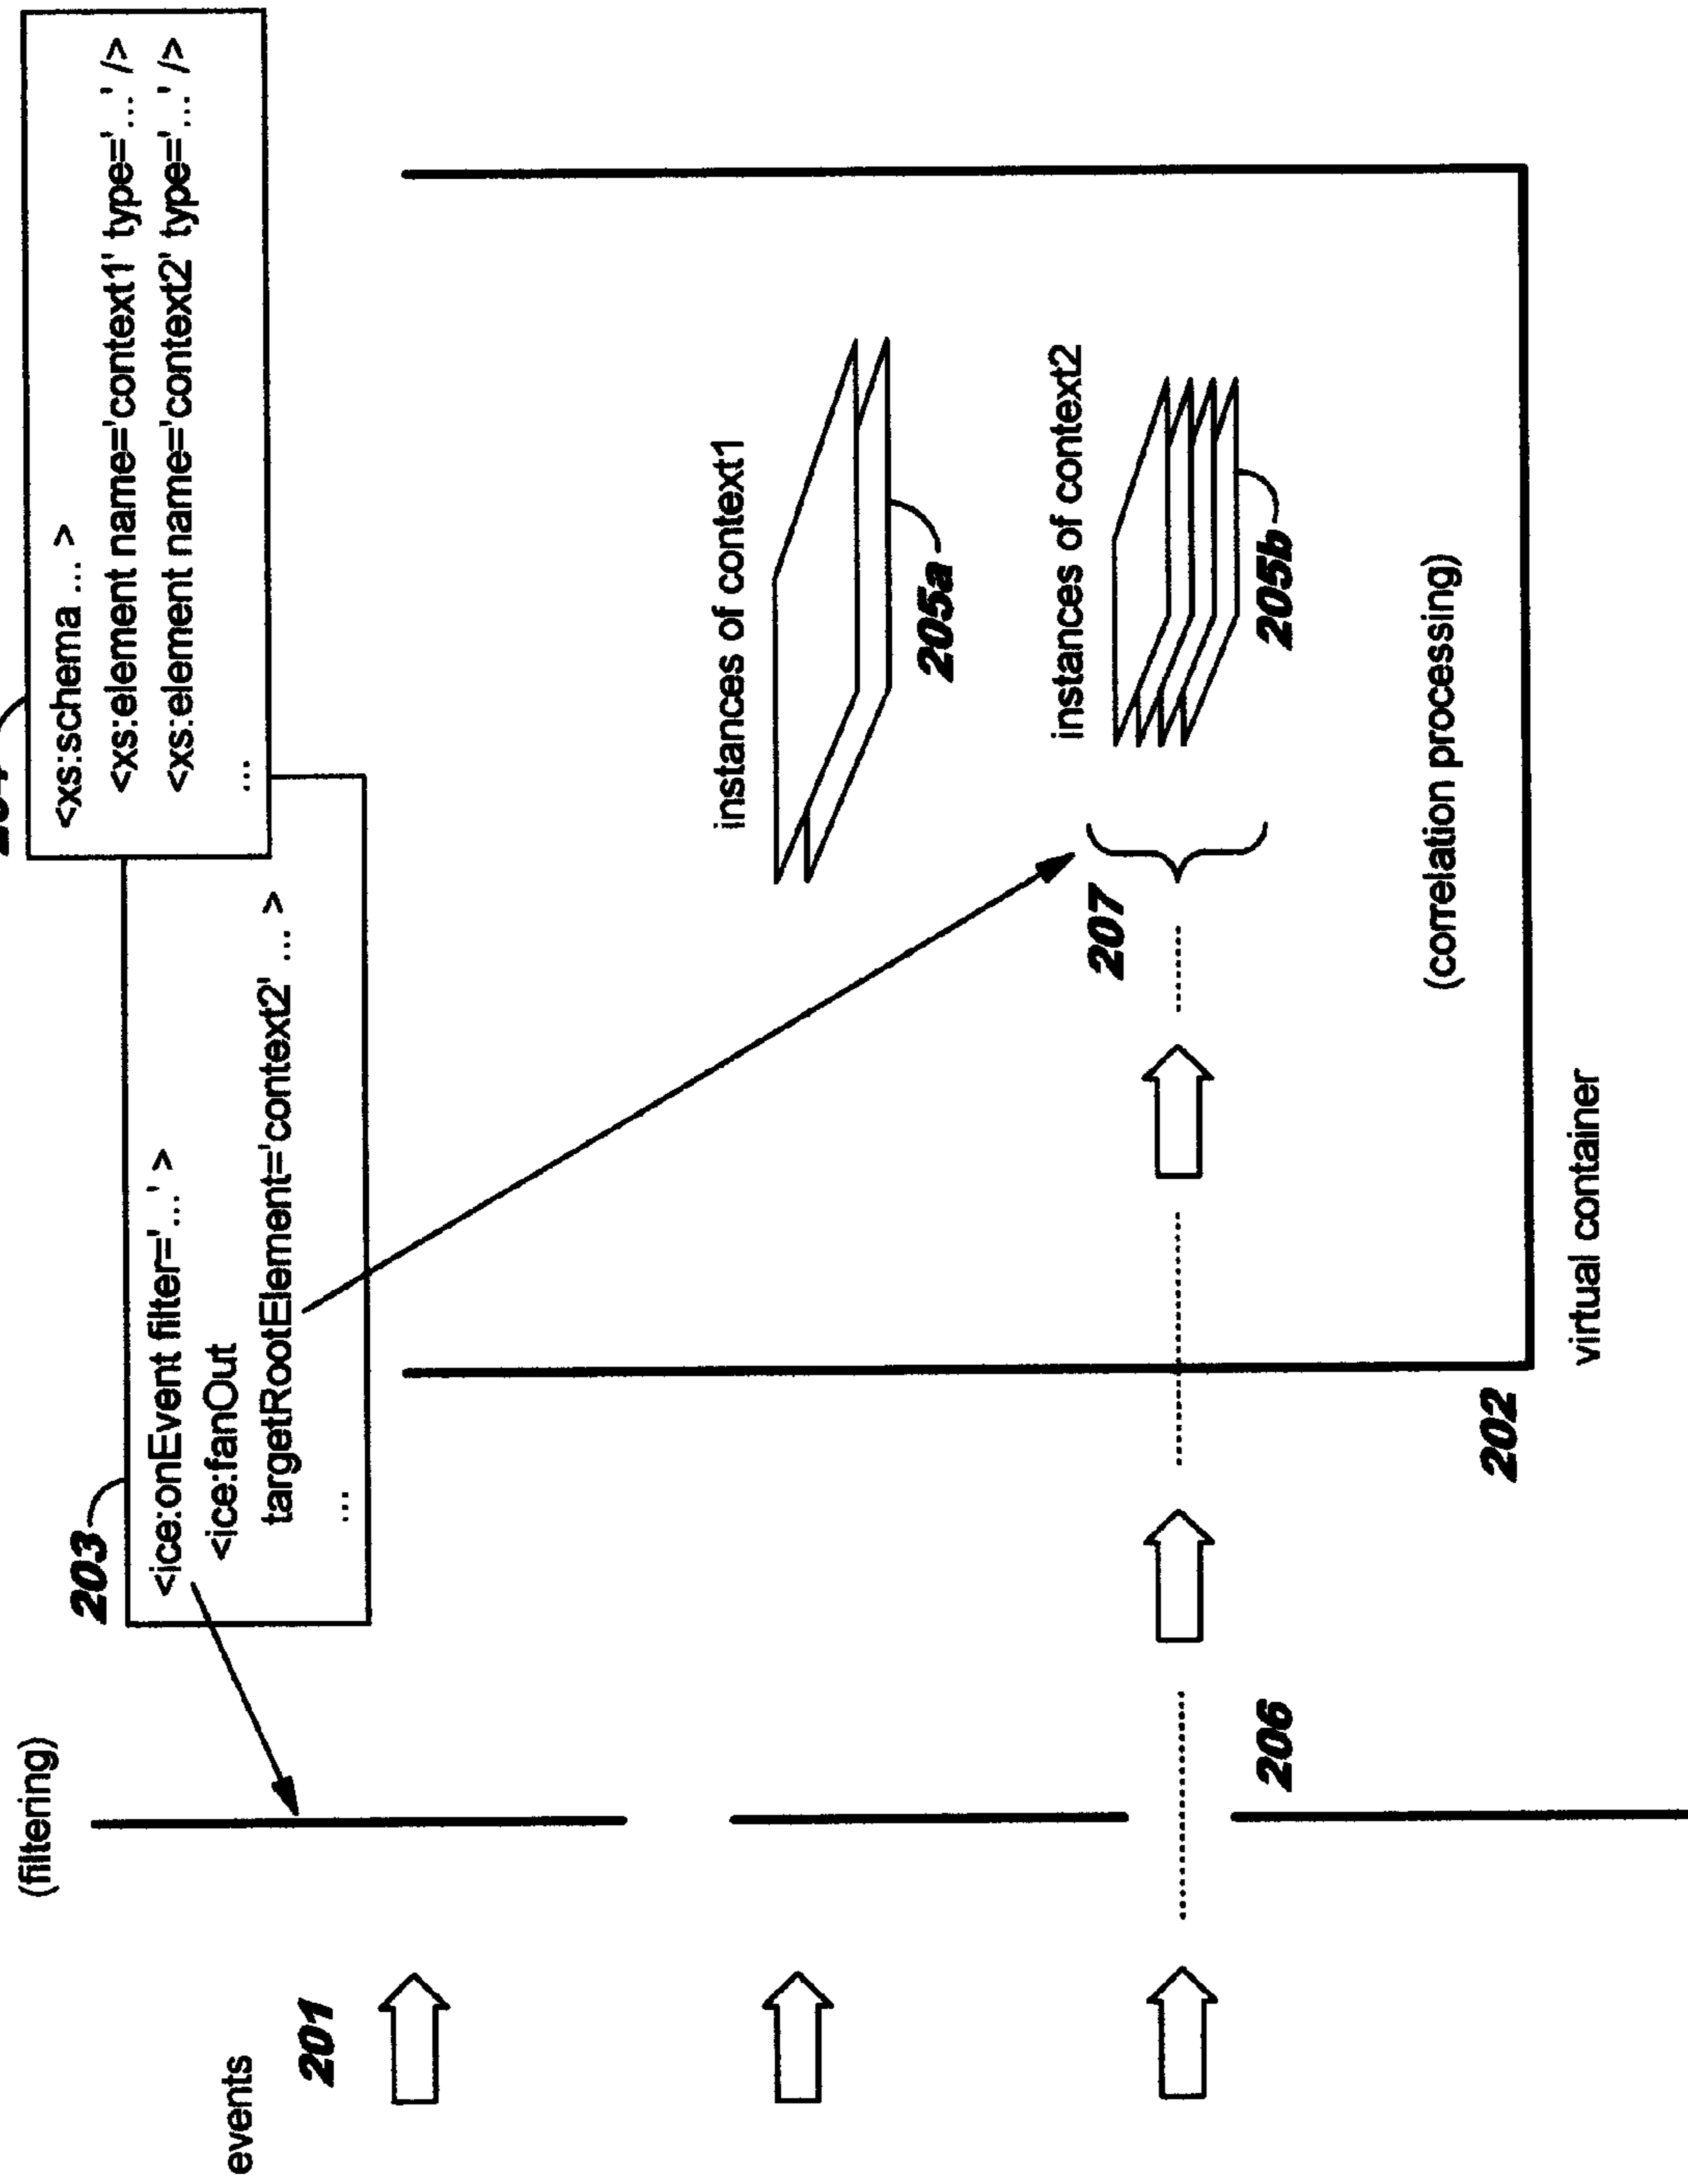 (filtering)
<xs:schema ... >
<xs:element name='context1' type='...' />
<xs:element name='context2' type='...' />
...
203
<ice:onEvent filter='...' >
<ice:fanOut
targetRootElement='context2' ... >
...
events
201
instances of context1
205a
instances of context2
207
205b
206
(correlation processing)
202
virtual container